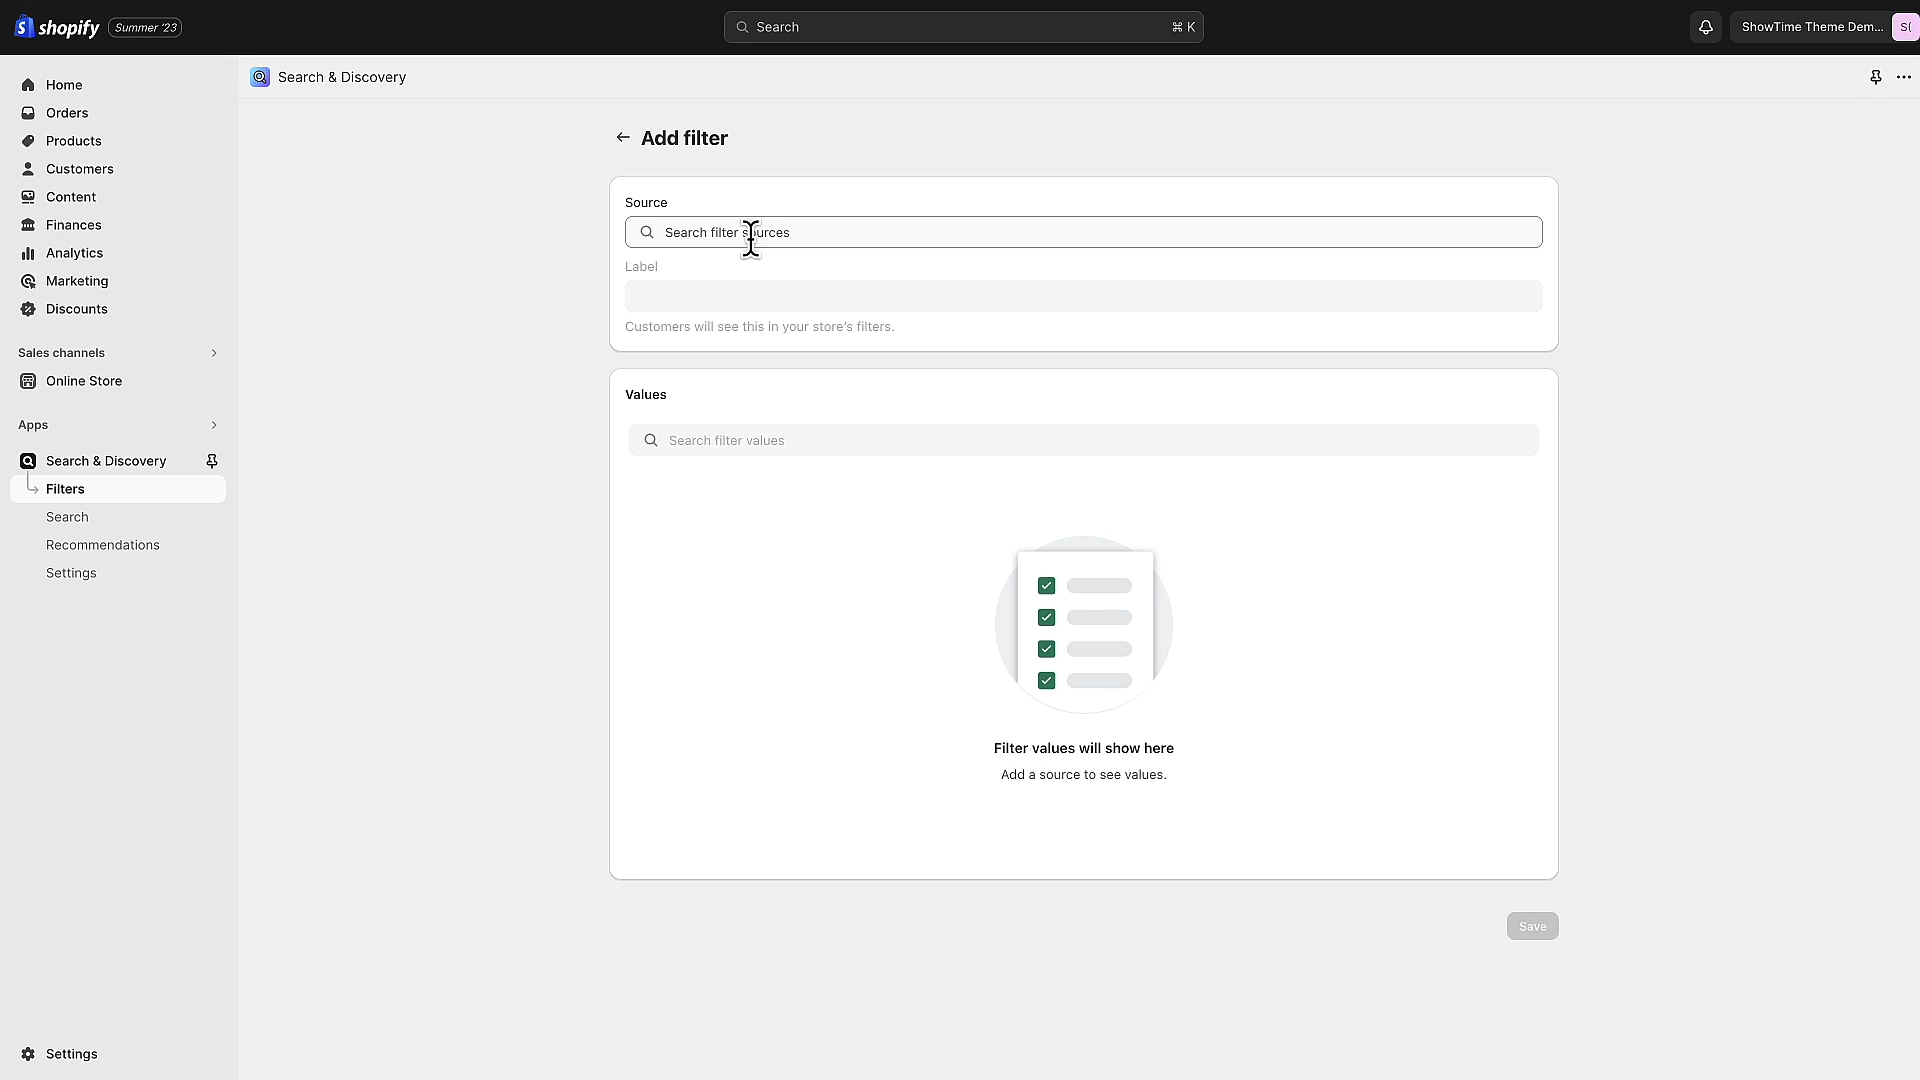 shopify Summer '23
Search ⌘ K
ShowTime Theme Dem... S(
Home
Orders
Products
Customers
Content
Finances
Analytics
Marketing
Discounts
Sales channels
Online Store
Apps
Search & Discovery
Filters
Search
Recommendations
Settings
Settings
Search & Discovery
Add filter
Source
Search filter sources
Label
Customers will see this in your store's filters.
Values
Search filter values
Filter values will show here
Add a source to see values.
Save